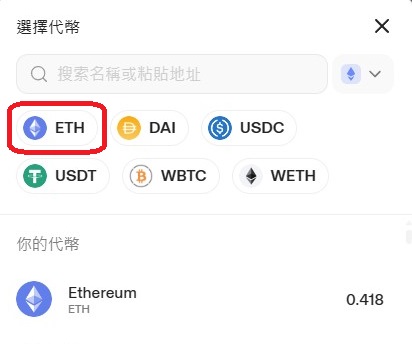 選擇代幣
搜索名稱或粘貼地址
ETH DAI USDC
USDT WBTC WETH
你的代幣
Ethereum 0.418
ETH